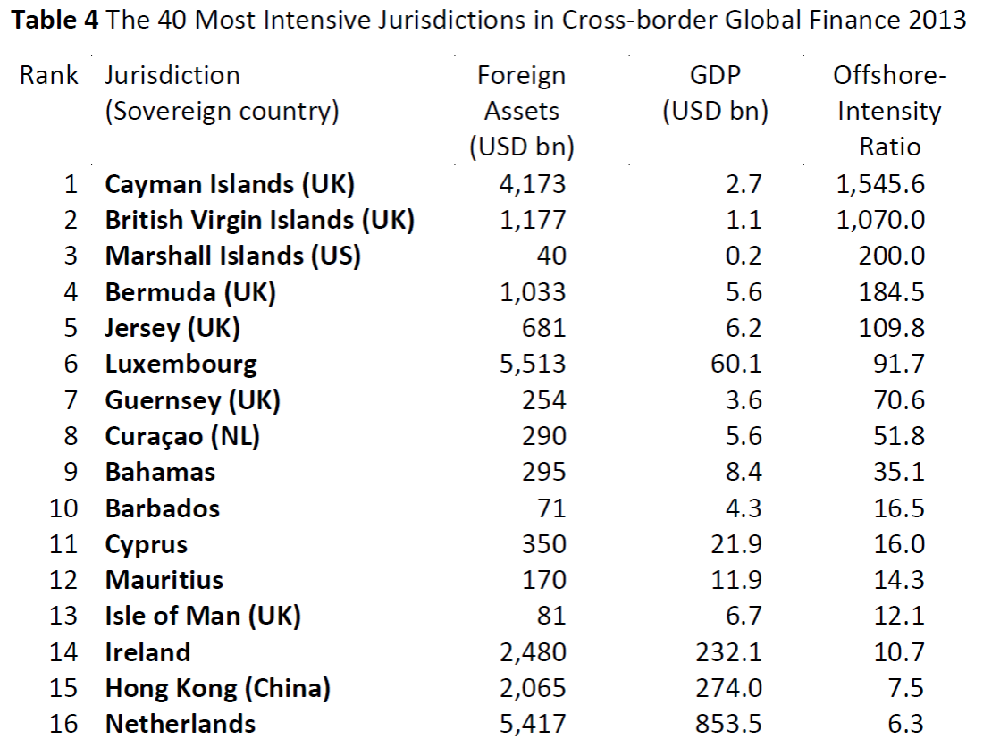 Table 4 The 40 Most Intensive Jurisdictions in Cross-border Global Finance 2013
Rank Jurisdiction (Sovereign country) Foreign Assets (USD bn) GDP (USD bn) Offshore-Intensity Ratio
1 Cayman Islands (UK) 4,173 2.7 1,545.6
2 British Virgin Islands (UK) 1,177 1.1 1,070.0
3 Marshall Islands (US) 40 0.2 200.0
4 Bermuda (UK) 1,033 5.6 184.5
5 Jersey (UK) 681 6.2 109.8
6 Luxembourg 5,513 60.1 91.7
7 Guernsey (UK) 254 3.6 70.6
8 Curaçao (NL) 290 5.6 51.8
9 Bahamas 295 8.4 35.1
10 Barbados 71 4.3 16.5
11 Cyprus 350 21.9 16.0
12 Mauritius 170 11.9 14.3
13 Isle of Man (UK) 81 6.7 12.1
14 Ireland 2,480 232.1 10.7
15 Hong Kong (China) 2,065 274.0 7.5
16 Netherlands 5,417 853.5 6.3